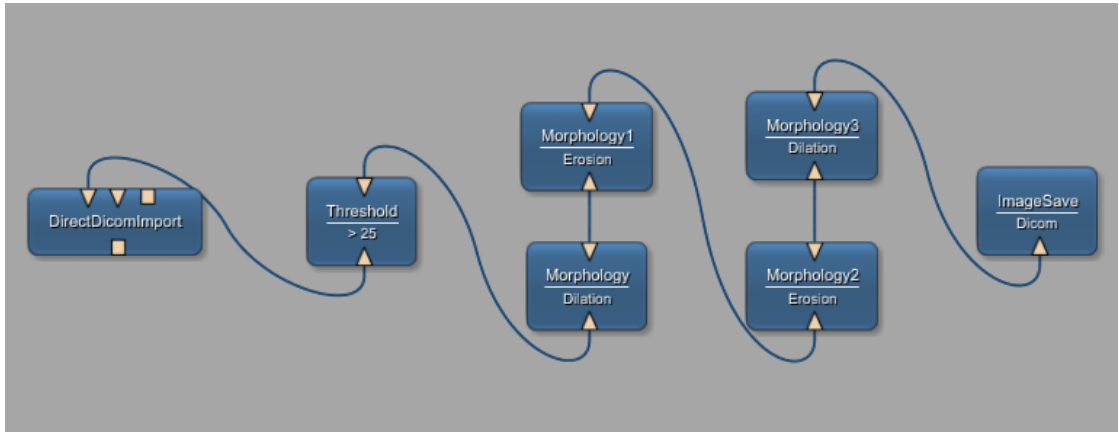 DirectDicomImport
Threshold
> 25
Morphology1
Erosion
Morphology
Dilation
Morphology3
Dilation
Morphology2
Erosion
ImageSave
Dicom